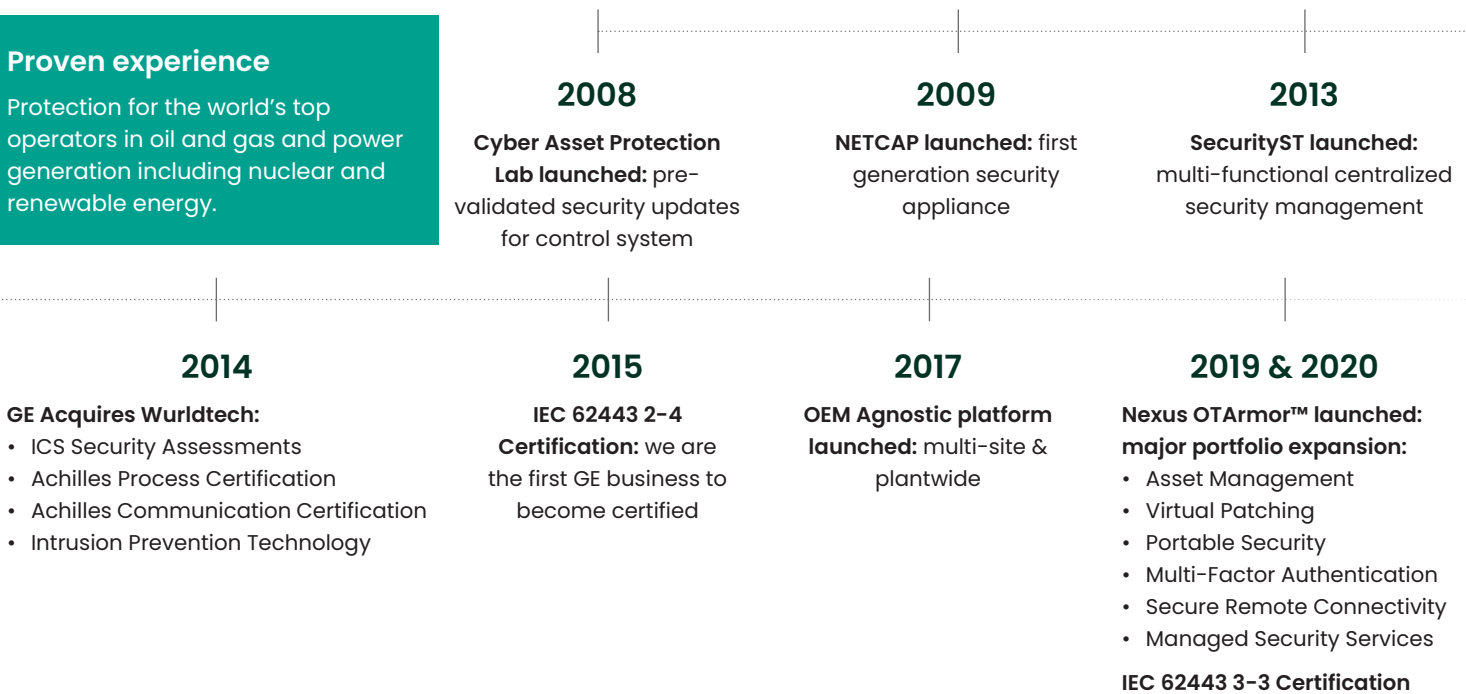 Proven experience
Protection for the world's top
operators in oil and gas and power
generation including nuclear and
renewable energy.
2008
Cyber Asset Protection
Lab launched: pre-
validated security updates
for control system
2009
NETCAP launched: first
generation security
appliance
2013
SecurityST launched:
multi-functional centralized
security management
2014
GE Acquires Wurldtech:
• ICS Security Assessments
• Achilles Process Certification
• Achilles Communication Certification
• Intrusion Prevention Technology
2015
IEC 62443 2-4
Certification: we are
the first GE business to
become certified
2017
OEM Agnostic platform
launched: multi-site &
plantwide
2019 & 2020
Nexus OTArmor™ launched:
major portfolio expansion:
• Asset Management
• Virtual Patching
• Portable Security
• Multi-Factor Authentication
• Secure Remote Connectivity
• Managed Security Services
IEC 62443 3-3 Certification